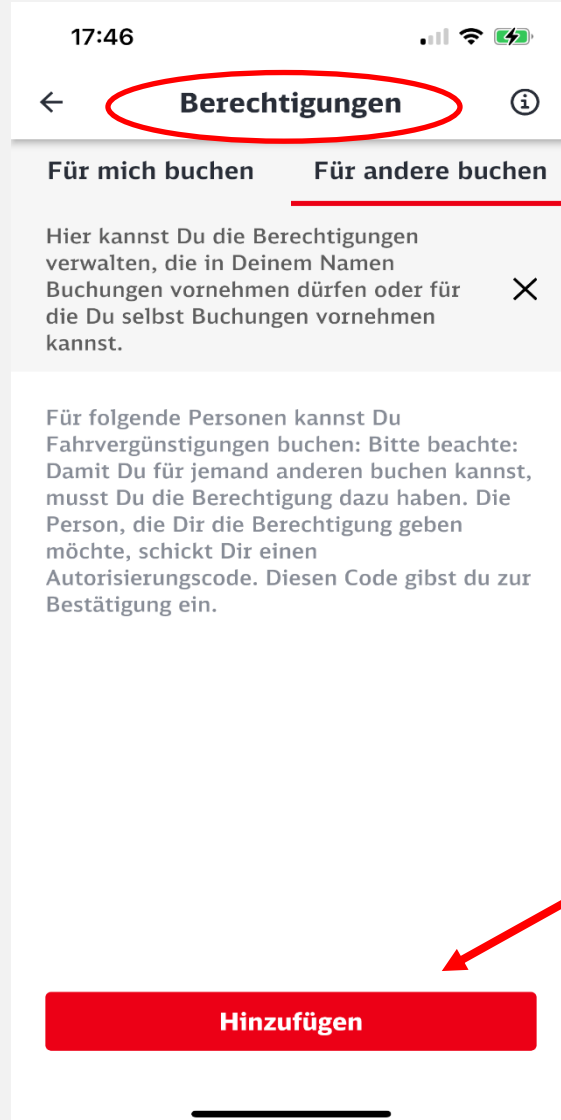 17:46
Berechtigungen
Für mich buchen Für andere buchen
Hier kannst Du die Berechtigungen
verwalten, die in Deinem Namen
Buchungen vornehmen dürfen oder für
die Du selbst Buchungen vornehmen
kannst.
Für folgende Personen kannst Du
Fahrvergünstigungen buchen: Bitte beachte:
Damit Du für jemand anderen buchen kannst,
musst Du die Berechtigung dazu haben. Die
Person, die Dir die Berechtigung geben
möchte, schickt Dir einen
Autorisierungscode. Diesen Code gibst du zur
Bestätigung ein.
Hinzufügen